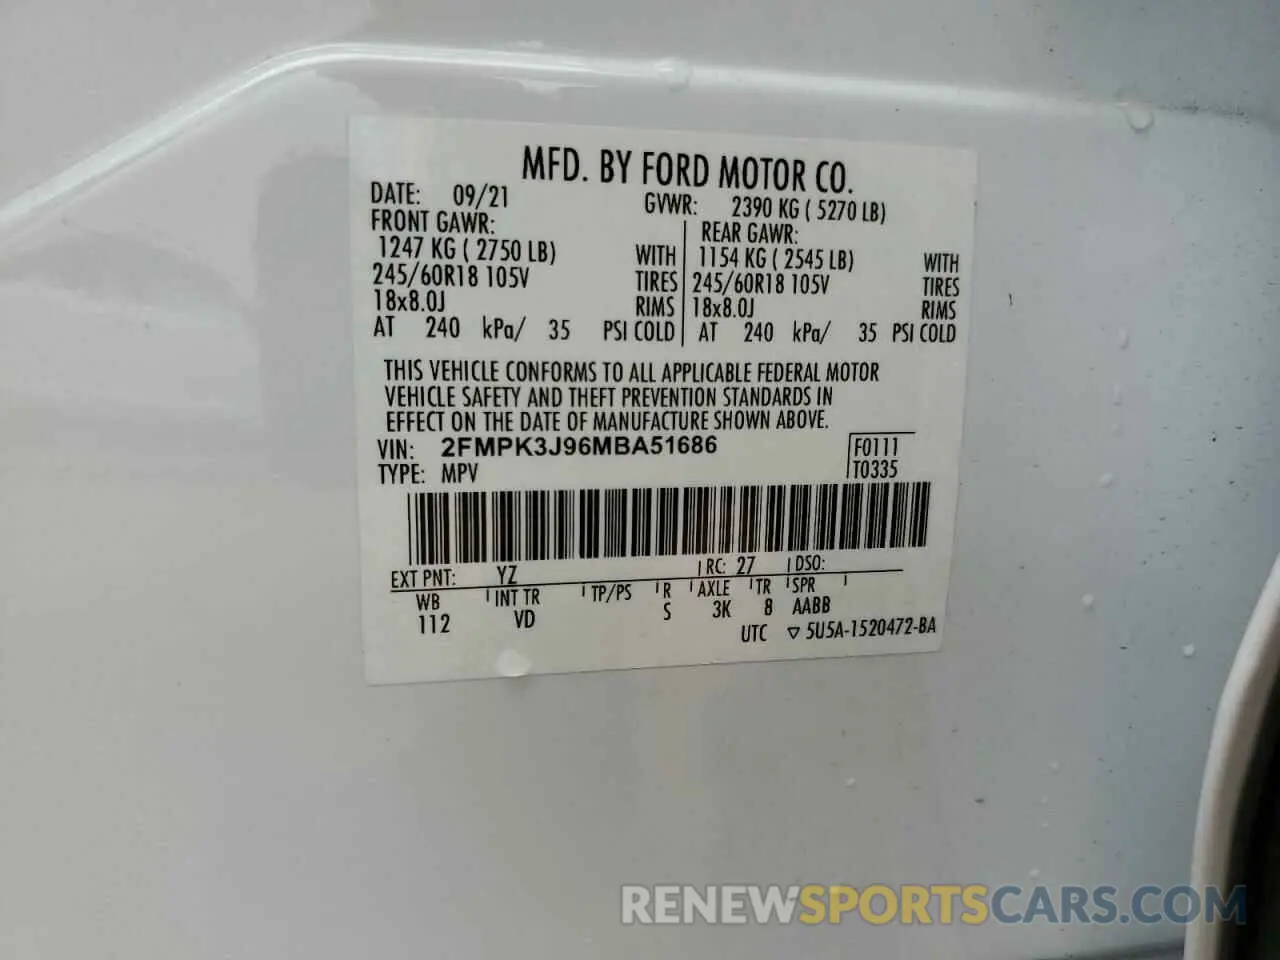 MFD. BY FORD MOTOR CO.
DATE: 09/21 GVWR: 2390 KG ( 5270 LB)
FRONT GAWR: REAR GAWR:
1247 KG ( 2750 LB) WITH 1154 KG ( 2545 LB) WITH
245/60R18 105V TIRES 245/60R18 105V TIRES
18x8.0J RIMS 18x8.0J RIMS
AT 240 kPa/ 35 PSI COLD AT 240 kPa/ 35 PSI COLD
THIS VEHICLE CONFORMS TO ALL APPLICABLE FEDERAL MOTOR
VEHICLE SAFETY AND THEFT PREVENTION STANDARDS IN
EFFECT ON THE DATE OF MANUFACTURE SHOWN ABOVE.
VIN: 2FMPK3J96MBA51686 F0111
TYPE: MPV T0335
EXT PNT: YZ RC: 27 DSO:
WB INT TR TP/PS R AXLE TR SPR
112 VD S 3K 8 AABB
UTC ▽ 5U5A-1520472-BA
RENEWSPORTSCARS.COM